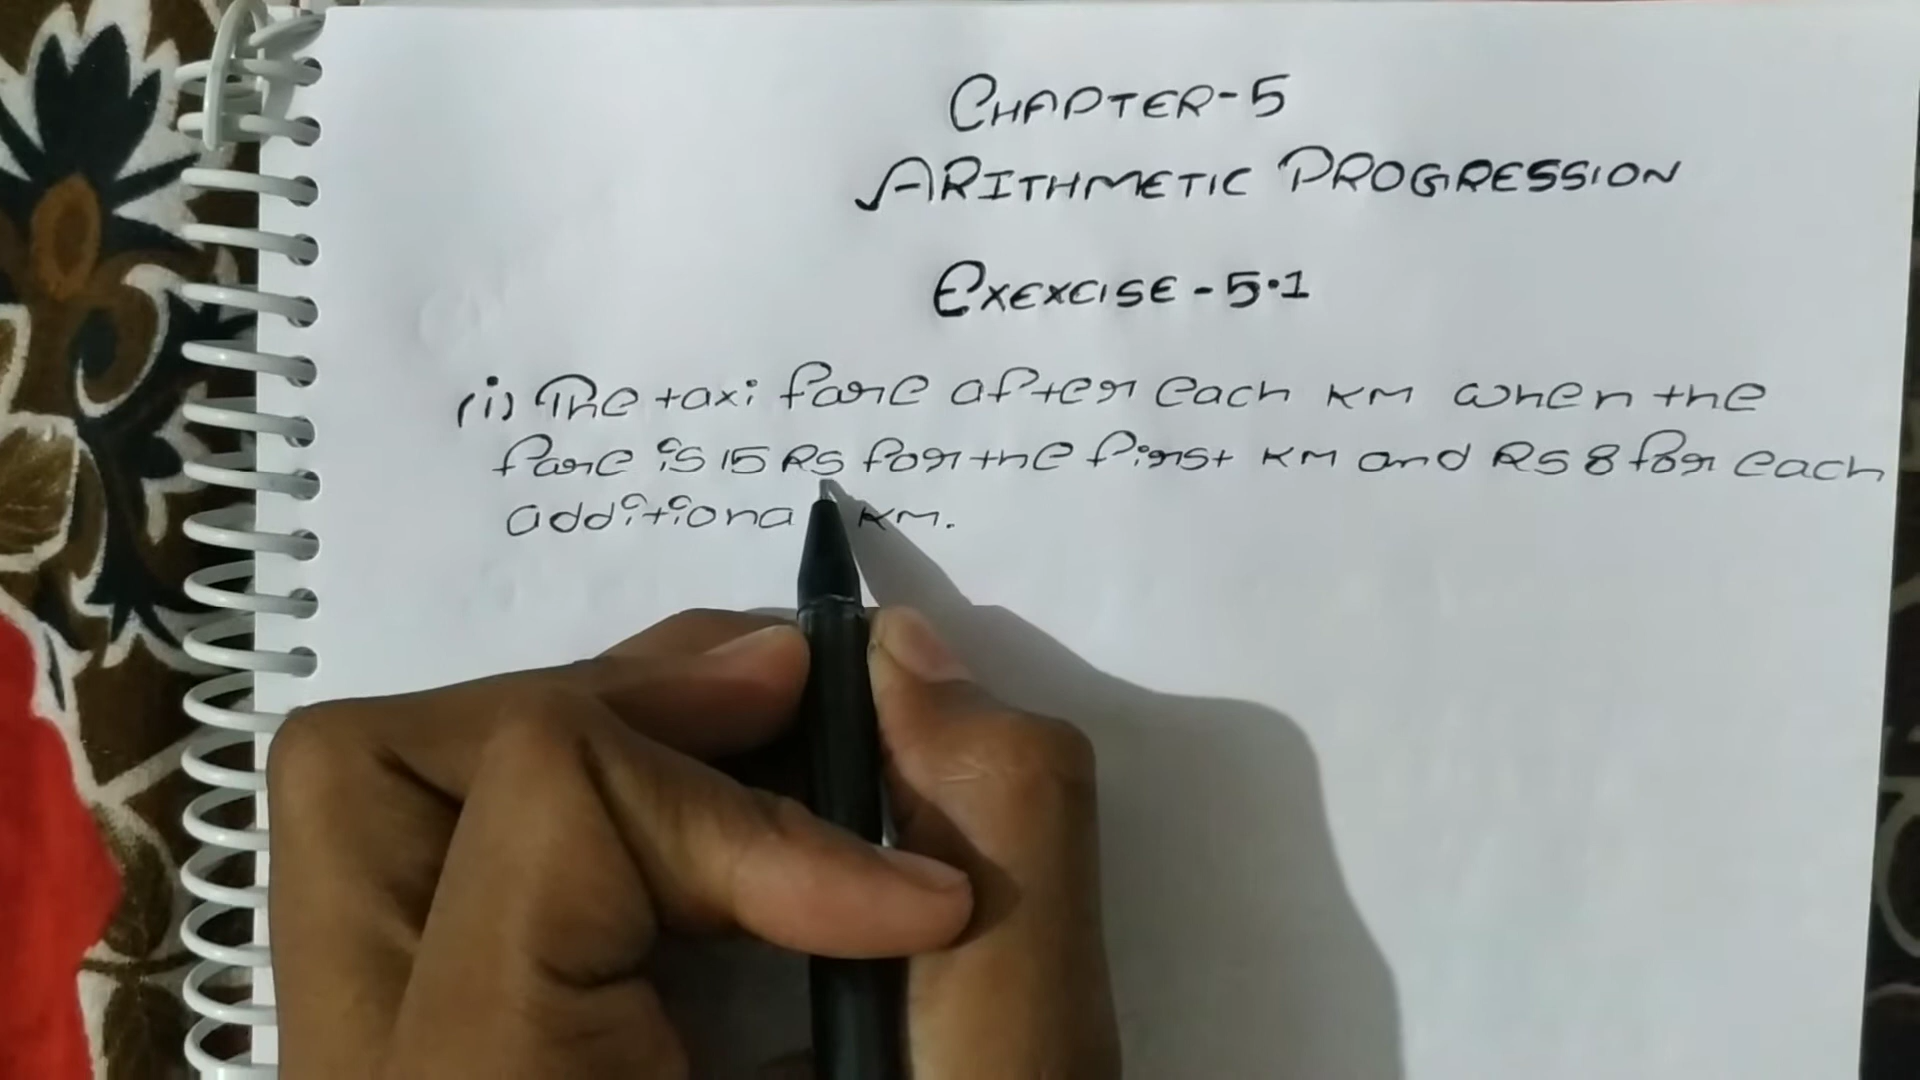 CHAPTER-5
ARITHMETIC PROGRESSION
EXEXCISE-5.1
(i) The taxi fare after each KM when the
fare is 15 RS for the first KM and RS 8 for each
additional KM.